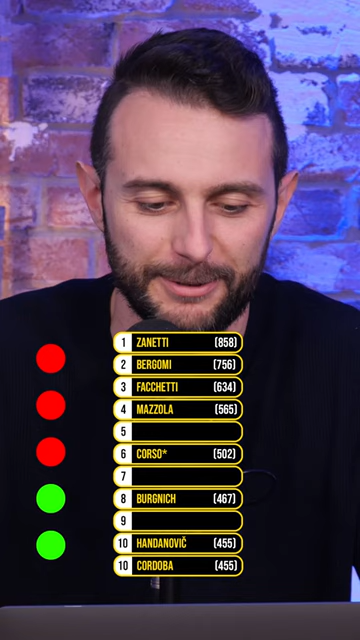 1 ZANETTI (858)
2 BERGOMI (756)
3 FACCHETTI (634)
4 MAZZOLA (565)
5
6 CORSO* (502)
7
8 BURGNICH (467)
9
10 HANDANOVIČ (455)
10 CORDOBA (455)